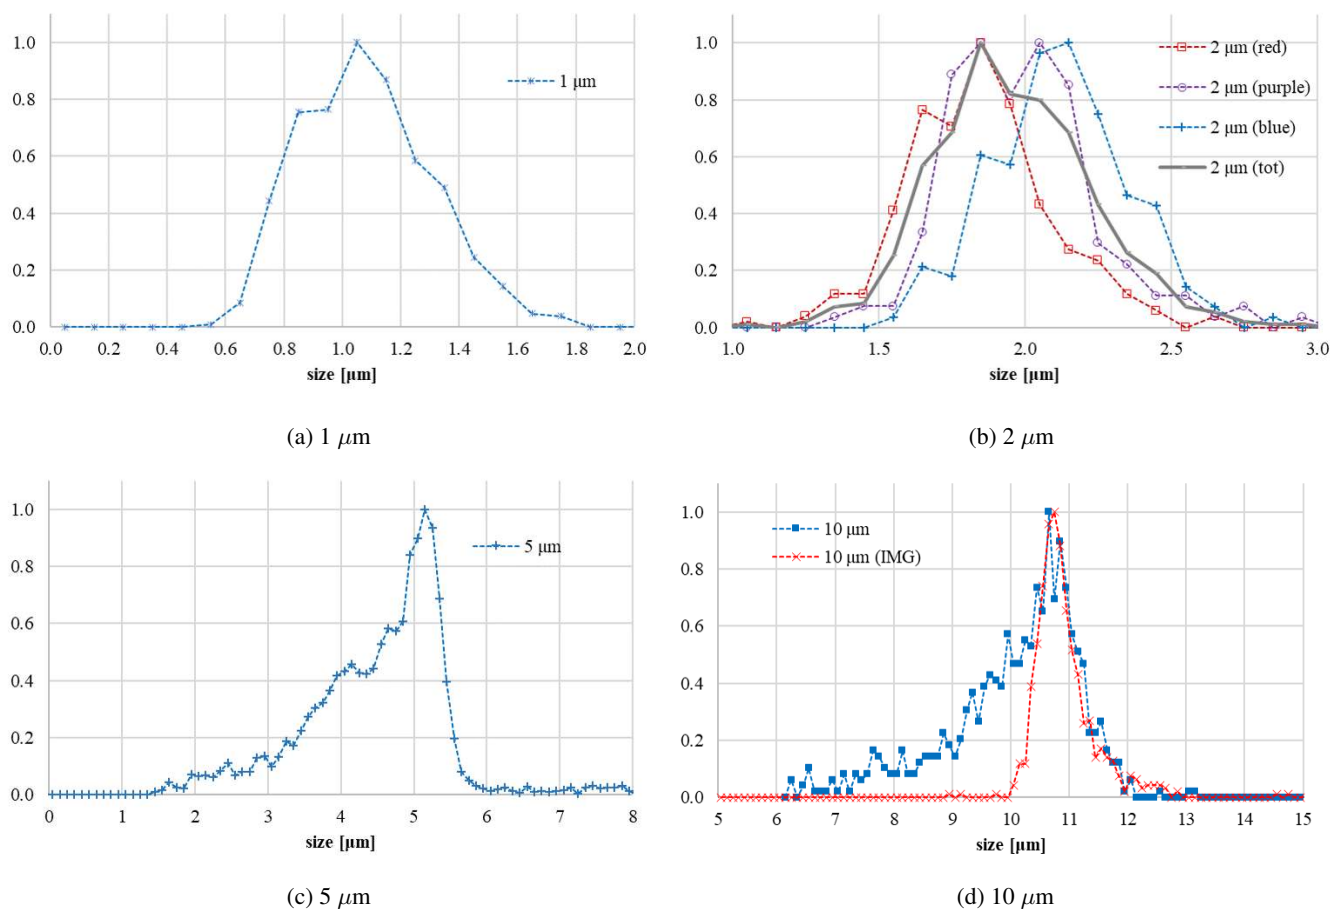 1.0
0.8
0.6
0.4
0.2
0.0
0.0 0.2 0.4 0.6 0.8 1.0 1.2 1.4 1.6 1.8 2.0
size [µm]
1 µm
(a) 1 µm
1.0
0.8
0.6
0.4
0.2
0.0
1.0 1.5 2.0 2.5 3.0
size [µm]
2 µm (red)
2 µm (purple)
2 µm (blue)
2 µm (tot)
(b) 2 µm
1.0
0.8
0.6
0.4
0.2
0.0
0 1 2 3 4 5 6 7 8
size [µm]
5 µm
(c) 5 µm
1.0
0.8
0.6
0.4
0.2
0.0
5 6 7 8 9 10 11 12 13 14 15
size [µm]
10 µm
10 µm (IMG)
(d) 10 µm